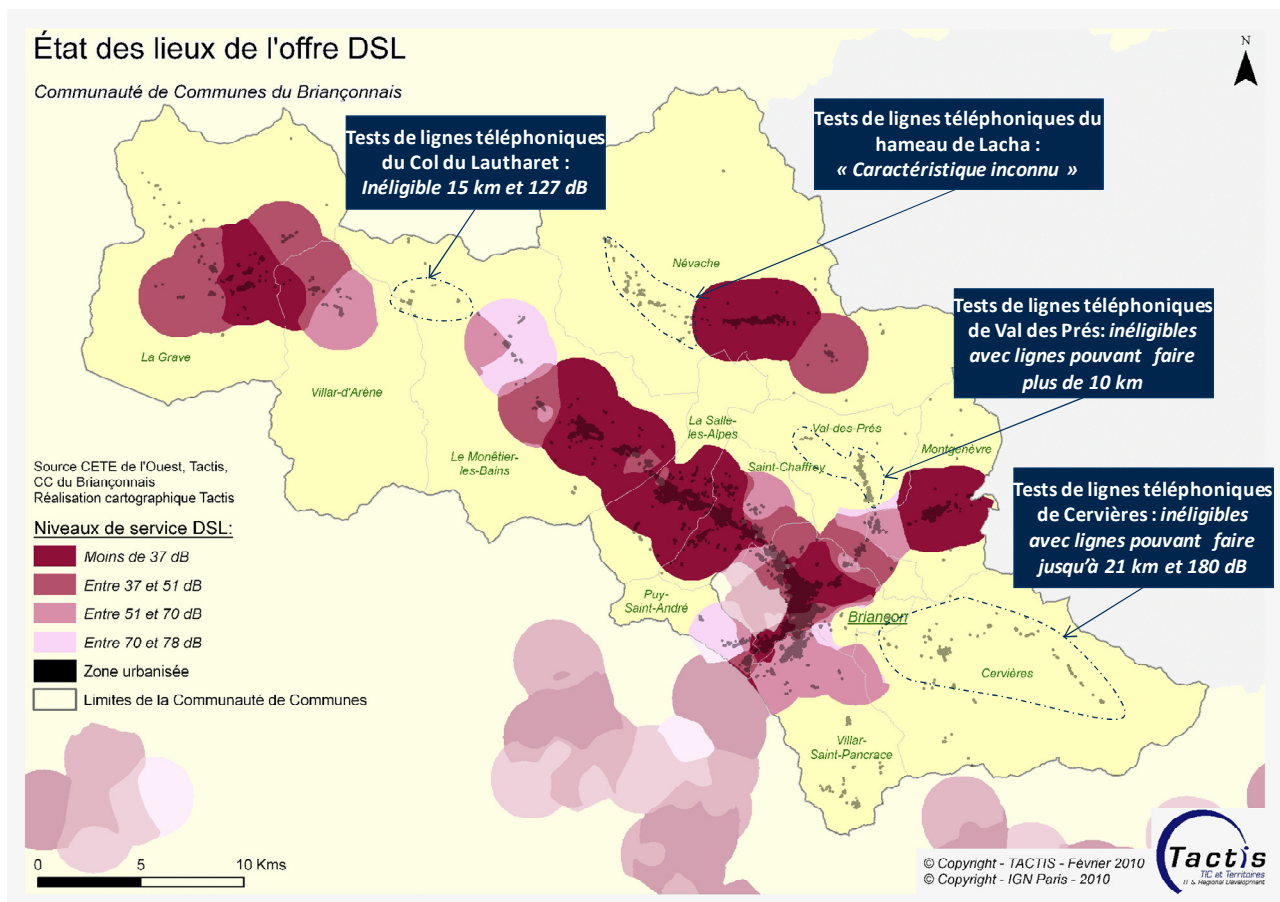 État des lieux de l'offre DSL
Communauté de Communes du Briançonnais
N
Tests de lignes téléphoniques
du Col du Lautharet :
Inéligible 15 km et 127 dB
Tests de lignes téléphoniques du
hameau de Lacha :
« Caractéristique inconnu »
Tests de lignes téléphoniques
de Val des Prés: inéligibles
avec lignes pouvant faire
plus de 10 km
Tests de lignes téléphoniques
de Cervières : inéligibles
avec lignes pouvant faire
jusqu'à 21 km et 180 dB
Névache
La Grave
Villar-d'Arène
Le Monêtier-
les-Bains
La Salle-
les-Alpes
Val-des-Prés
Saint-Chaffrey
Montgenèvre
Puy-
Saint-André
Briançon
Cervières
Villar-
Saint-Pancrace
Source CETE de l'Ouest, Tactis,
CC du Briançonnais
Réalisation cartographique Tactis
Niveaux de service DSL:
Moins de 37 dB
Entre 37 et 51 dB
Entre 51 et 70 dB
Entre 70 et 78 dB
Zone urbanisée
Limites de la Communauté de Communes
0 5 10 Kms
© Copyright - TACTIS - Février 2010
© Copyright - IGN Paris - 2010
Tactis
TIC et Territoires
IT & Regional Development